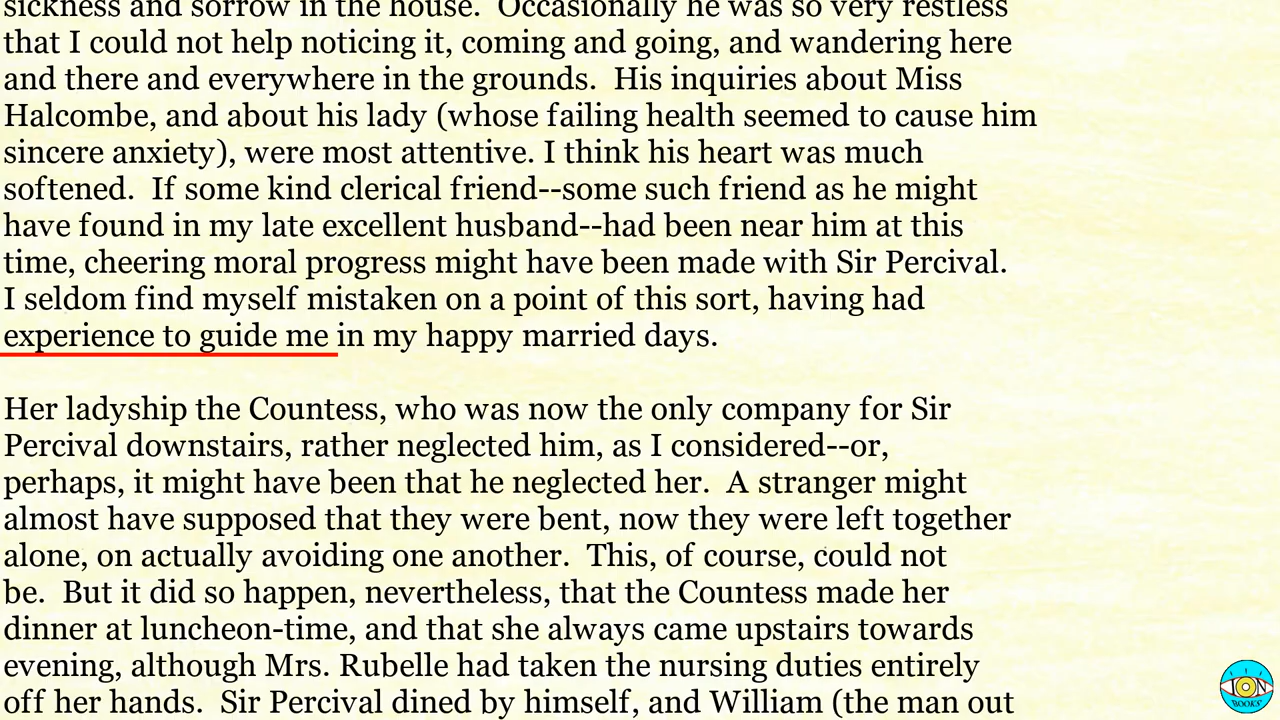 sickness and sorrow in the house.  Occasionally he was so very restless
that I could not help noticing it, coming and going, and wandering here
and there and everywhere in the grounds.  His inquiries about Miss
Halcombe, and about his lady (whose failing health seemed to cause him
sincere anxiety), were most attentive. I think his heart was much
softened.  If some kind clerical friend--some such friend as he might
have found in my late excellent husband--had been near him at this
time, cheering moral progress might have been made with Sir Percival.
I seldom find myself mistaken on a point of this sort, having had
experience to guide me in my happy married days.

Her ladyship the Countess, who was now the only company for Sir
Percival downstairs, rather neglected him, as I considered--or,
perhaps, it might have been that he neglected her.  A stranger might
almost have supposed that they were bent, now they were left together
alone, on actually avoiding one another.  This, of course, could not
be.  But it did so happen, nevertheless, that the Countess made her
dinner at luncheon-time, and that she always came upstairs towards
evening, although Mrs. Rubelle had taken the nursing duties entirely
off her hands.  Sir Percival dined by himself, and William (the man out
ION
BOOKS